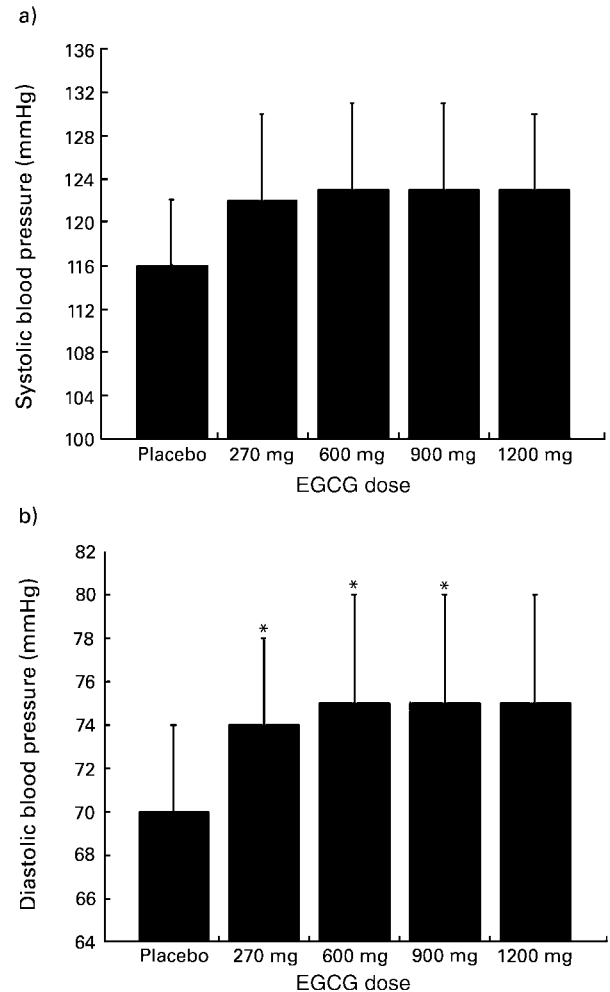 a)
Systolic blood pressure (mmHg)
136
132
128
124
120
116
112
108
104
100
Placebo 270 mg 600 mg 900 mg 1200 mg
EGCG dose
b)
Diastolic blood pressure (mmHg)
82
80
78
76
74
72
70
68
66
64
* * *
Placebo 270 mg 600 mg 900 mg 1200 mg
EGCG dose